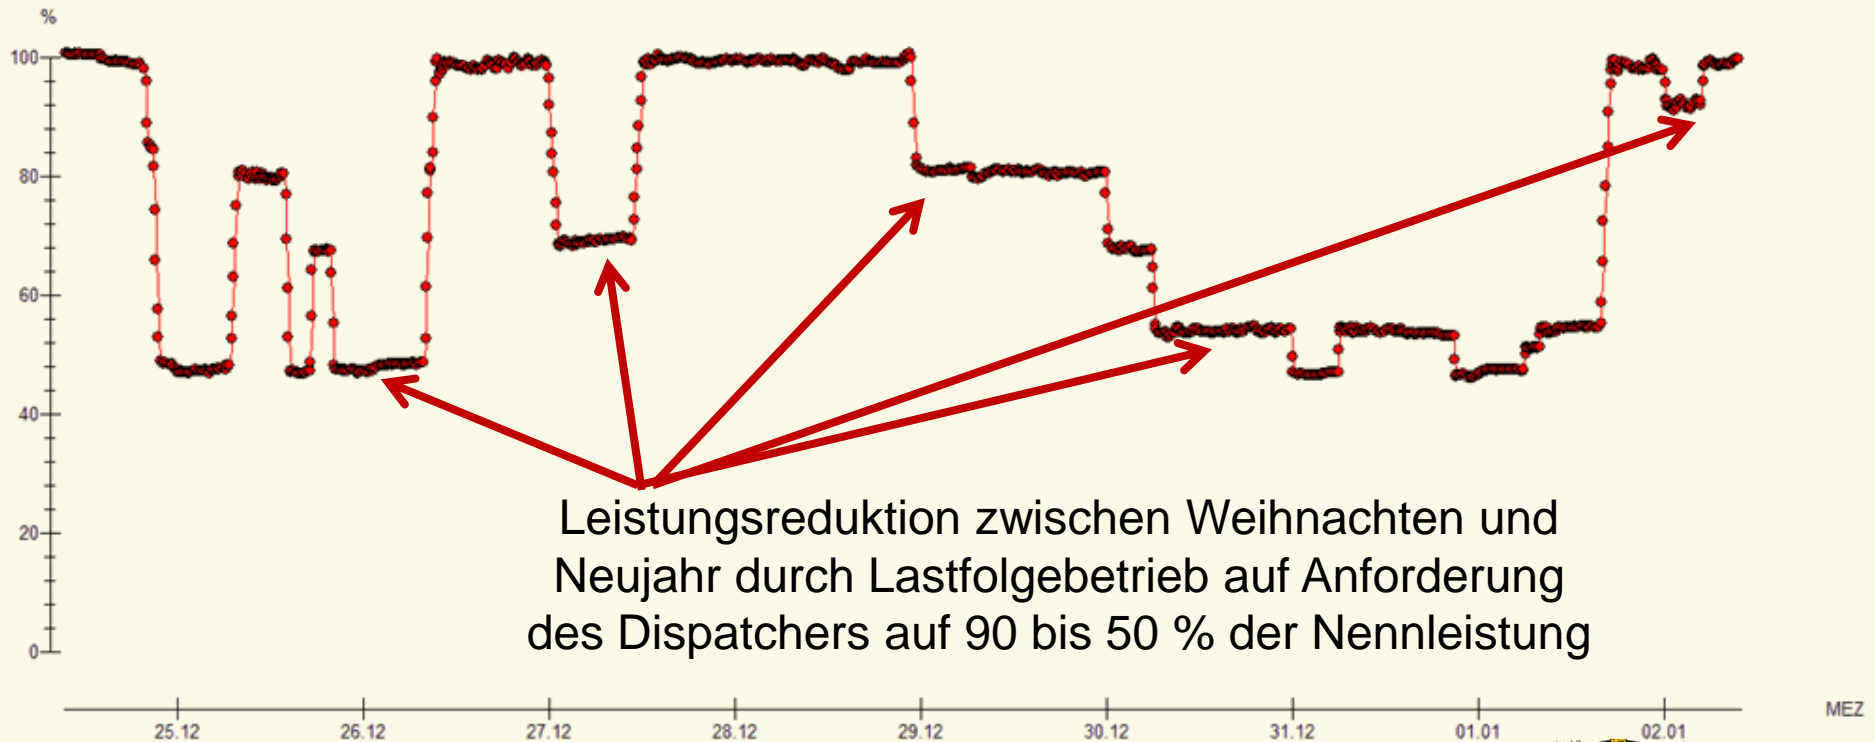 %
100
80
60
40
20
0
Leistungsreduktion zwischen Weihnachten und
Neujahr durch Lastfolgebetrieb auf Anforderung
des Dispatchers auf 90 bis 50 % der Nennleistung
MEZ
25.12 26.12 27.12 28.12 29.12 30.12 31.12 01.01 02.01